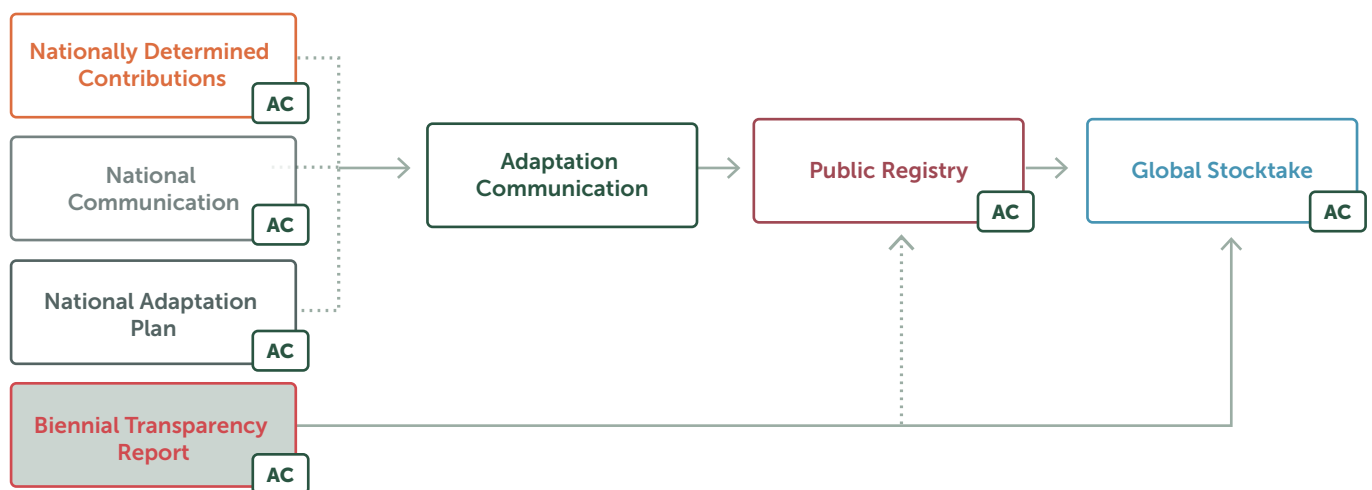 Nationally Determined
Contributions
AC
National
Communication
AC
National Adaptation
Plan
AC
Biennial Transparency
Report
AC
Adaptation
Communication
Public Registry
AC
Global Stocktake
AC